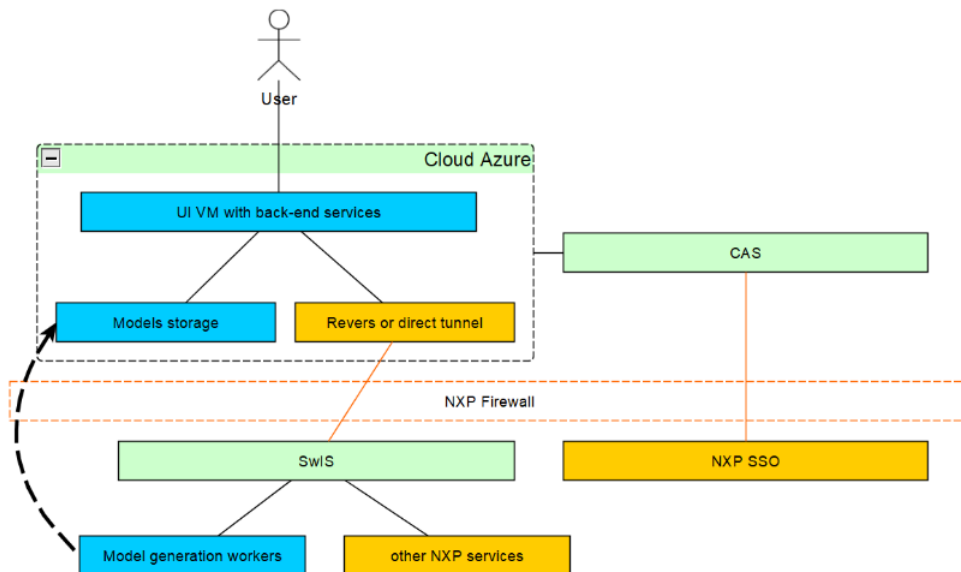 User
Cloud Azure
UI VM with back-end services
CAS
Models storage
Revers or direct tunnel
NXP Firewall
SwIS
NXP SSO
Model generation workers
other NXP services